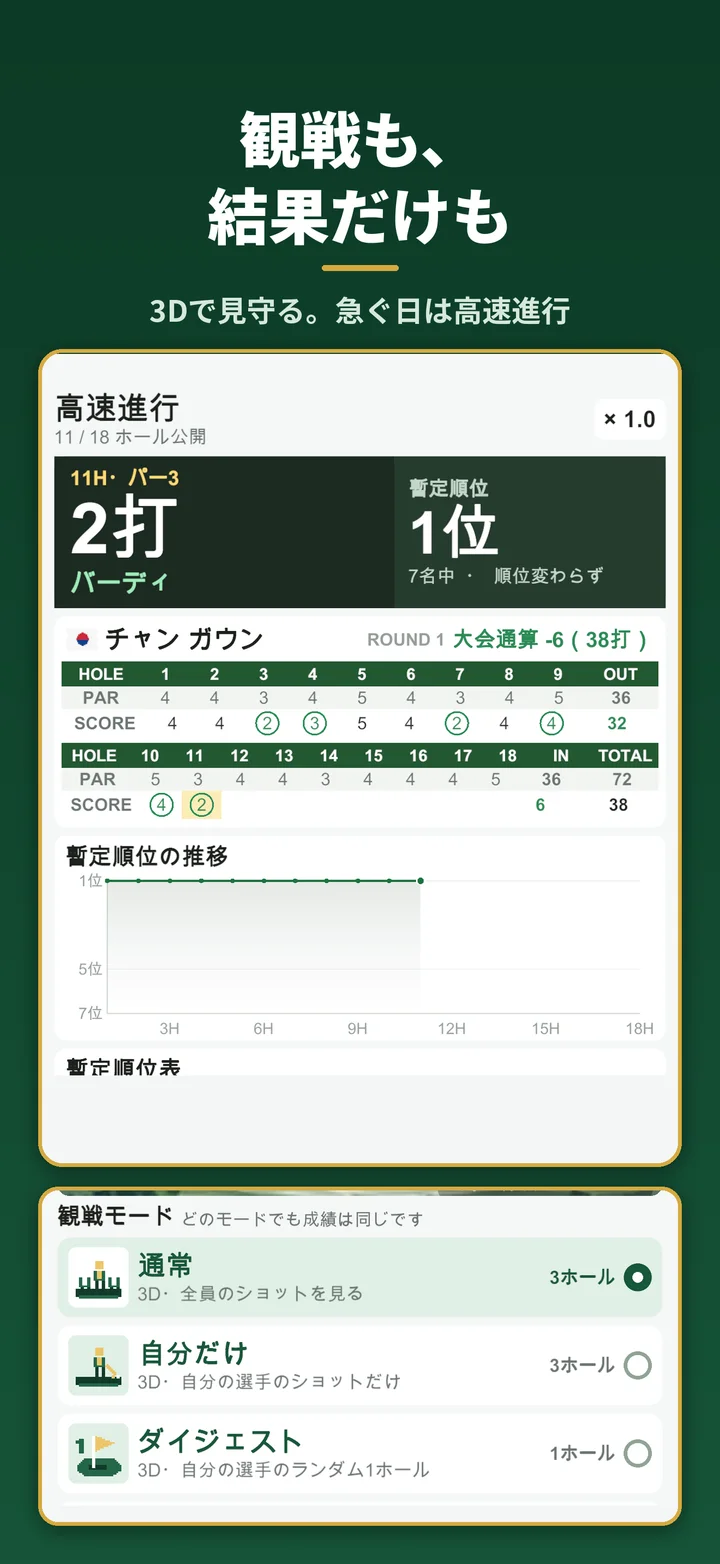 観戦も、
結果だけも
3Dで見守る。急ぐ日は高速進行
高速進行
11 / 18 ホール公開
× 1.0
11H· パー3
2打
バーディ
暫定順位
1位
7名中 · 順位変わらず
チャン ガウン ROUND 1 大会通算 -6 ( 38打 )
HOLE 1 2 3 4 5 6 7 8 9 OUT
PAR 4 4 3 4 5 4 3 4 5 36
SCORE 4 4 2 3 5 4 2 4 4 32
HOLE 10 11 12 13 14 15 16 17 18 IN TOTAL
PAR 5 3 4 4 3 4 4 4 5 36 72
SCORE 4 2 6 38
暫定順位の推移
1位
5位
7位
3H 6H 9H 12H 15H 18H
暫定順位表
観戦モード どのモードでも成績は同じです
通常
3D· 全員のショットを見る
3ホール
自分だけ
3D· 自分の選手のショットだけ
3ホール
1
ダイジェスト
3D· 自分の選手のランダム1ホール
1ホール